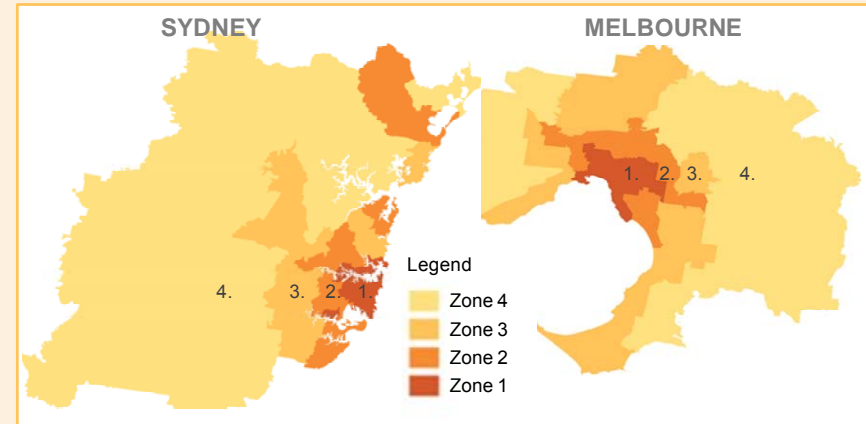 SYDNEY
MELBOURNE
1. 2. 3. 4.
4. 3. 2. 1.
Legend
Zone 4
Zone 3
Zone 2
Zone 1